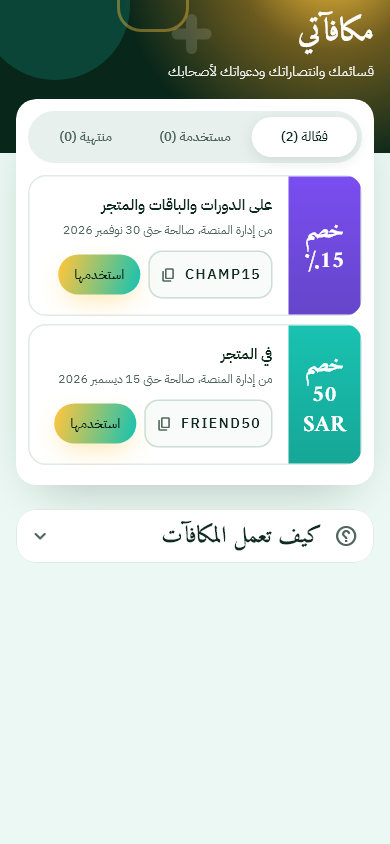 مكافآتي
قسائمك وانتصاراتك ودعواتك لأصحابك
فعّالة (2)
مستخدمة (0)
منتهية (0)
خصم
15٪
على الدورات والباقات والمتجر
من إدارة المنصة، صالحة حتى 30 نوفمبر 2026
CHAMP15
استخدمها
خصم
50
SAR
في المتجر
من إدارة المنصة، صالحة حتى 15 ديسمبر 2026
FRIEND50
استخدمها
كيف تعمل المكافآت